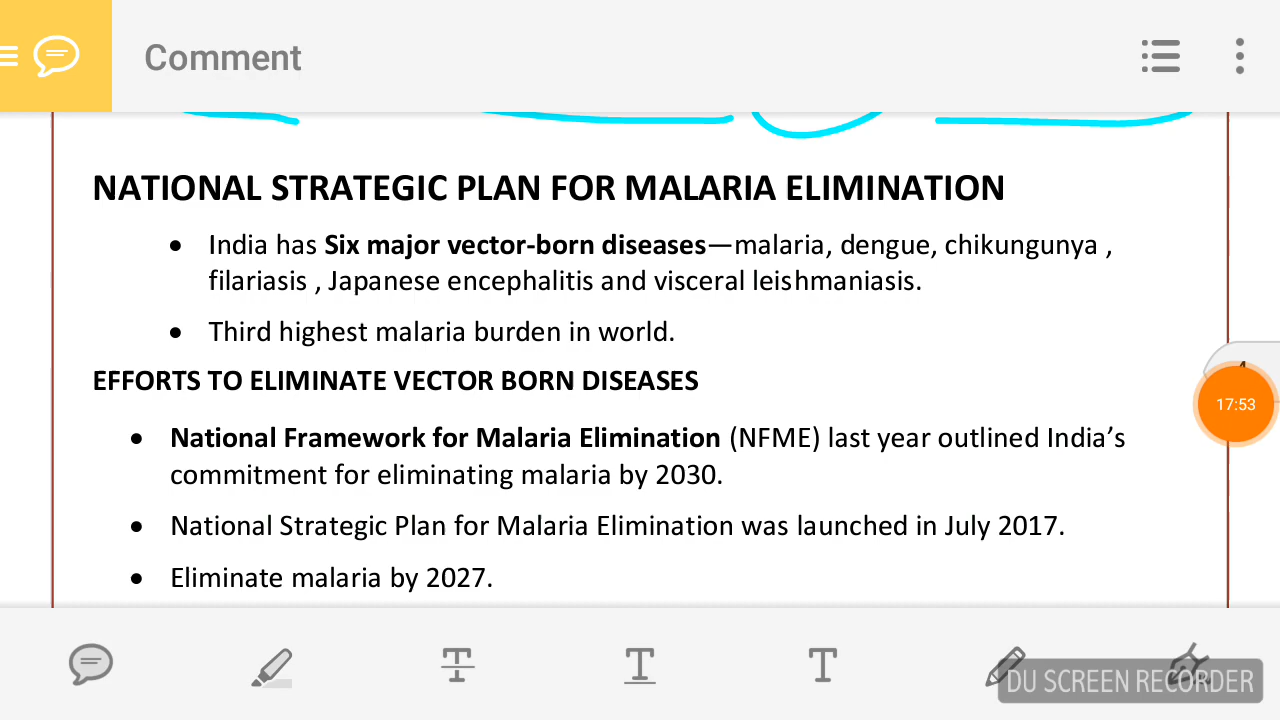 Comment
NATIONAL STRATEGIC PLAN FOR MALARIA ELIMINATION
• India has Six major vector-born diseases—malaria, dengue, chikungunya ,
filariasis , Japanese encephalitis and visceral leishmaniasis.
• Third highest malaria burden in world.
EFFORTS TO ELIMINATE VECTOR BORN DISEASES
17:53
• National Framework for Malaria Elimination (NFME) last year outlined India's
commitment for eliminating malaria by 2030.
• National Strategic Plan for Malaria Elimination was launched in July 2017.
• Eliminate malaria by 2027.
T T T
DU SCREEN RECORDER